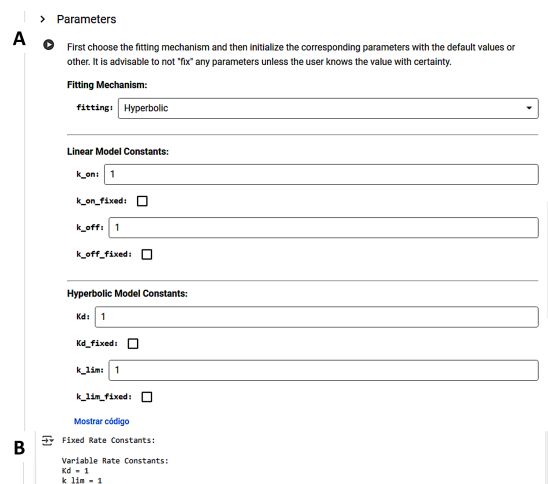 Parameters
A
First choose the fitting mechanism and then initialize the corresponding parameters with the default values or
other. It is advisable to not "fix" any parameters unless the user knows the value with certainty.
Fitting Mechanism:
fitting: Hyperbolic
Linear Model Constants:
k_on: 1
k_on_fixed:
k_off: 1
k_off_fixed:
Hyperbolic Model Constants:
Kd: 1
Kd_fixed:
k_lim: 1
k_lim_fixed:
Mostrar código
B
Fixed Rate Constants:
Variable Rate Constants:
Kd = 1
k lim = 1